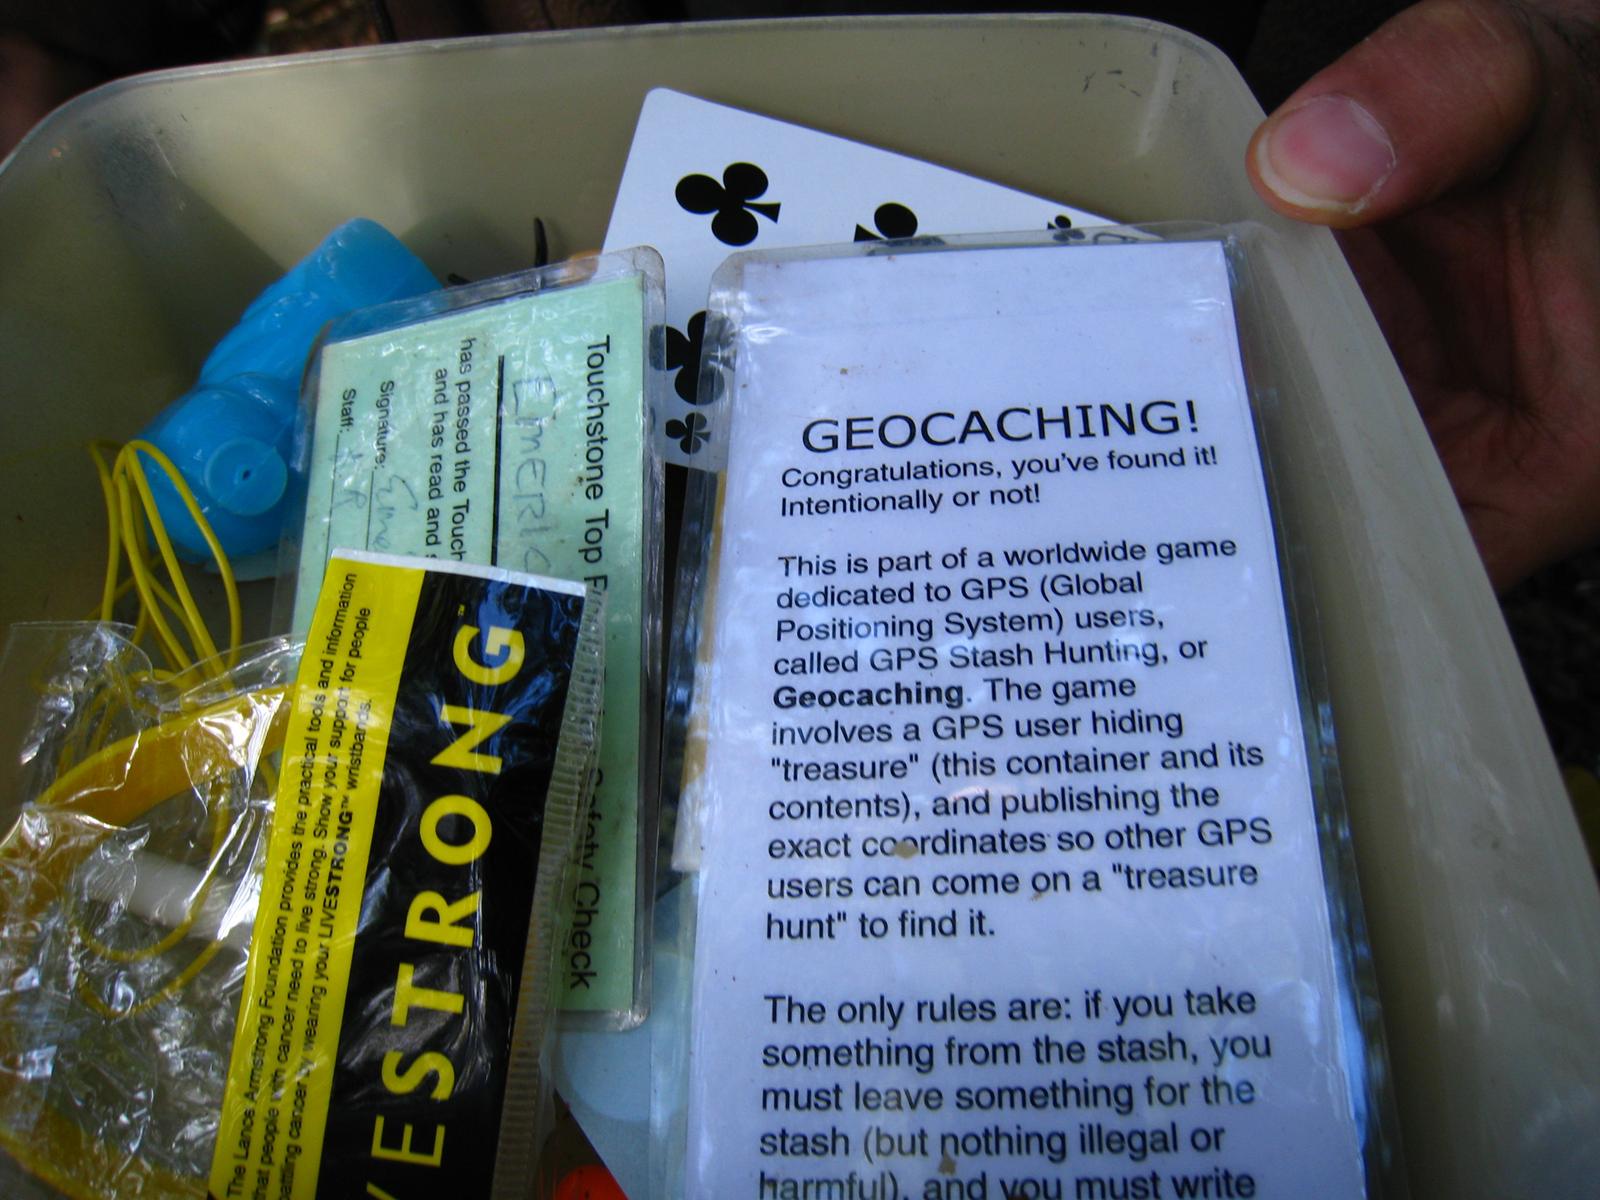 GEOCACHING!
Congratulations, you've found it!
Intentionally or not!
This is part of a worldwide game
dedicated to GPS (Global
Positioning System) users,
called GPS Stash Hunting, or
Geocaching. The game
involves a GPS user hiding
"treasure" (this container and its
contents), and publishing the
exact coordinates so other GPS
users can come on a "treasure
hunt" to find it.
The only rules are: if you take
something from the stash, you
must leave something for the
stash (but nothing illegal or
harmful), and you must write
Touchstone Top Safety Check
EMERIC
has passed the Touch
and has read and
Signature: Eme
Staff: AR
VESTRONG™
The Lance Armstrong Foundation provides the practical tools and information
that people with cancer need to live strong. Show your support for people
battling cancer by wearing your LIVESTRONG™ wristbands.